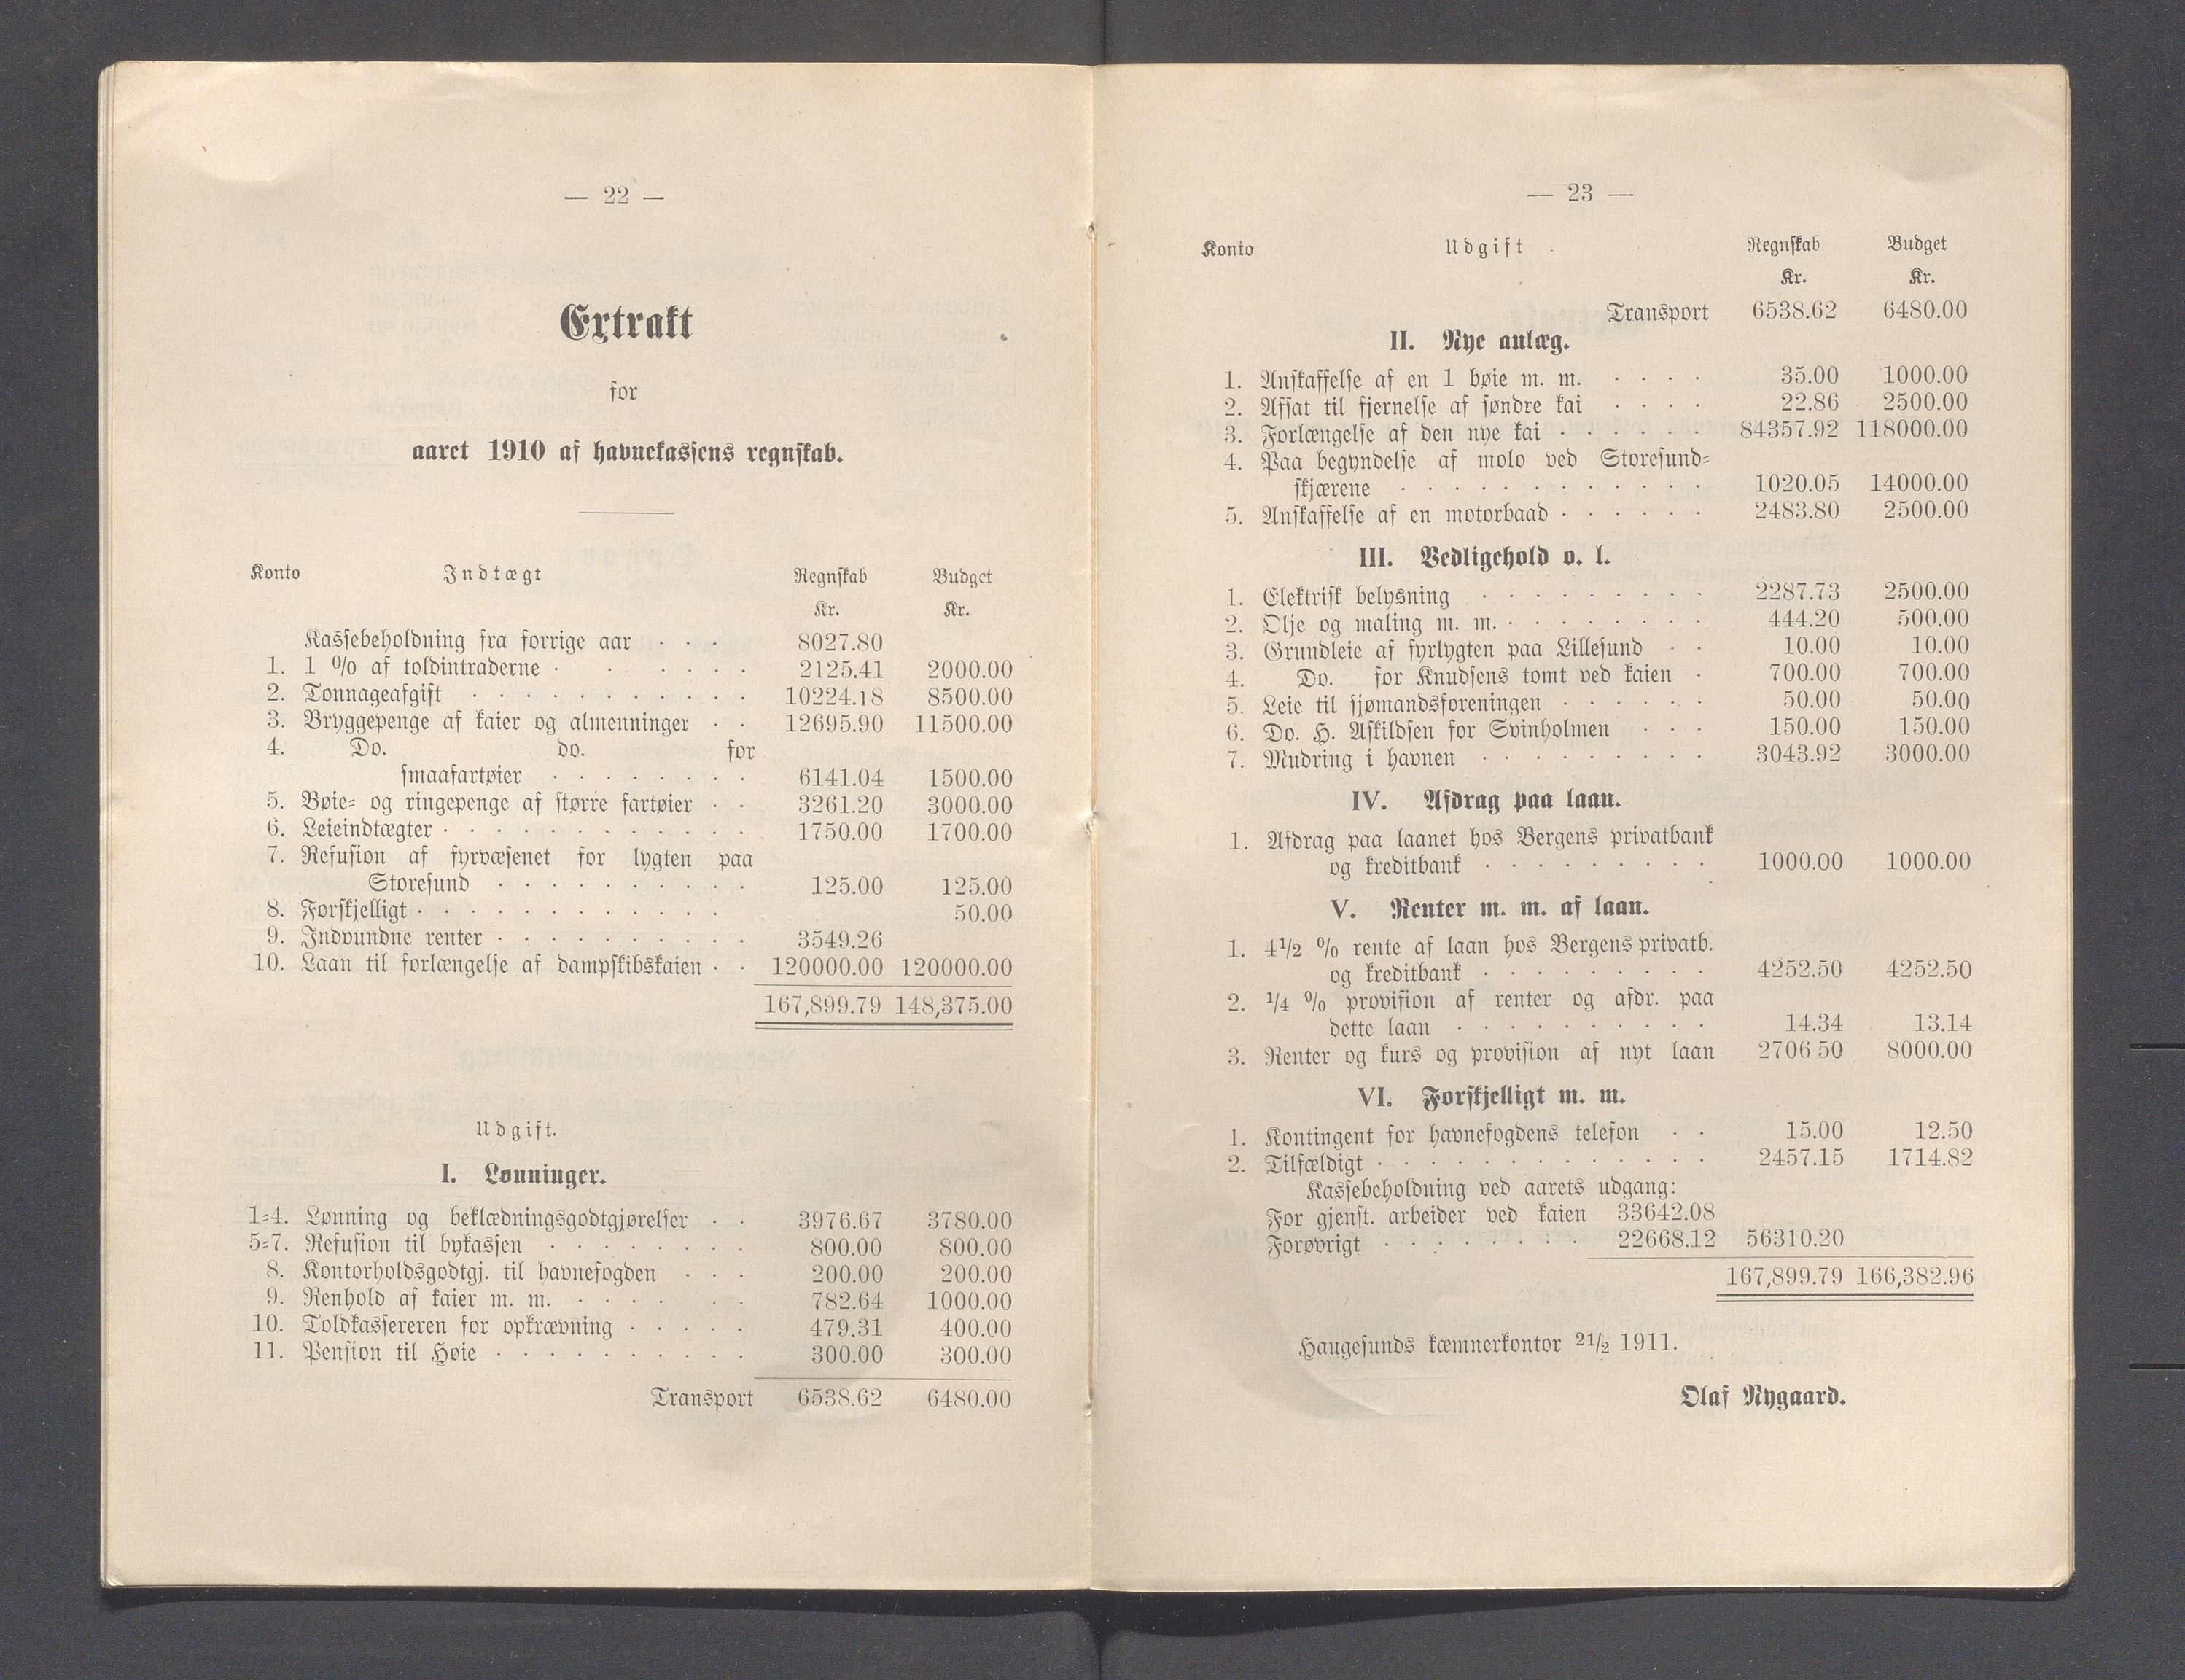 — 22 —
Extrakt
for
aaret 1910 af havnekassens regnskab.
Konto Indtægt Regnskab Budget
Kr. Kr.
Kassebeholdning fra forrige aar . . . 8027.80
1. 1 % af toldintraderne . . . . . 2125.41 2000.00
2. Tonnageafgift . . . . . . . . . . . 10224.18 8500.00
3. Bryggepenge af kaier og almenninger . . 12695.90 11500.00
4. Do. do. for
smaafartøier . . . . . . . . 6141.04 1500.00
5. Bøie- og ringepenge af større fartøier . . 3261.20 3000.00
6. Leieindtægter . . . . . . . . . . . . 1750.00 1700.00
7. Refusion af fyrvæsenet for lygten paa
Storesund . . . . . . . . . . 125.00 125.00
8. Forskjelligt . . . . . . . . . . . . 50.00
9. Indvundne renter . . . . . . . . . . 3549.26
10. Laan til forlængelse af dampskibskaien . . 120000.00 120000.00
167,899.79 148,375.00
Udgift.
I. Lønninger.
1-4. Lønning og beklædningsgodtgjørelser . . 3976.67 3780.00
5-7. Refusion til bykassen . . . . . . . . 800.00 800.00
8. Kontorholdsgodtgj. til havnefogden . . . 200.00 200.00
9. Renhold af kaier m. m. . . . . . . 782.64 1000.00
10. Toldkassereren for opkrævning . . . . . 479.31 400.00
11. Pension til Høie . . . . . . . . . . 300.00 300.00
Transport 6538.62 6480.00
— 23 —
Konto Udgift Regnskab Budget
Kr. Kr.
Transport 6538.62 6480.00
II. Nye anlæg.
1. Anskaffelse af en 1 bøie m. m. . . . . 35.00 1000.00
2. Afsat til fjernelse af søndre kai . . . . 22.86 2500.00
3. Forlængelse af den nye kai . . . . . . 84357.92 118000.00
4. Paa begyndelse af molo ved Storesund-
skjærene . . . . . . . . . . . . 1020.05 14000.00
5. Anskaffelse af en motorbaad . . . . . . 2483.80 2500.00
III. Vedligehold o. l.
1. Elektrisk belysning . . . . . . . . . 2287.73 2500.00
2. Olje og maling m. m. . . . . . . . . 444.20 500.00
3. Grundleie af fyrlygten paa Lillesund . . 10.00 10.00
4. Do. for Knudsens tomt ved kaien . 700.00 700.00
5. Leie til sjømandsforeningen . . . . . . 50.00 50.00
6. Do. H. Askildsen for Svinholmen . . . 150.00 150.00
7. Mudring i havnen . . . . . . . . . 3043.92 3000.00
IV. Afdrag paa laan.
1. Afdrag paa laanet hos Bergens privatbank
og kreditbank . . . . . . . . . 1000.00 1000.00
V. Renter m. m. af laan.
1. 4½ % rente af laan hos Bergens privatb.
og kreditbank . . . . . . . . . 4252.50 4252.50
2. ¼ % provision af renter og afdr. paa
dette laan . . . . . . . . . . 14.34 13.14
3. Renter og kurs og provision af nyt laan 2706 50 8000.00
VI. Forskjelligt m. m.
1. Kontingent for havnefogdens telefon . . 15.00 12.50
2. Tilfældigt . . . . . . . . . . . . . 2457.15 1714.82
Kassebeholdning ved aarets udgang:
For gjenst. arbeider ved kaien 33642.08
Forøvrigt . . . . . . . . 22668.12 56310.20
167,899.79 166,382.96
Haugesunds kæmnerkontor 21/2 1911.
Olaf Nygaard.